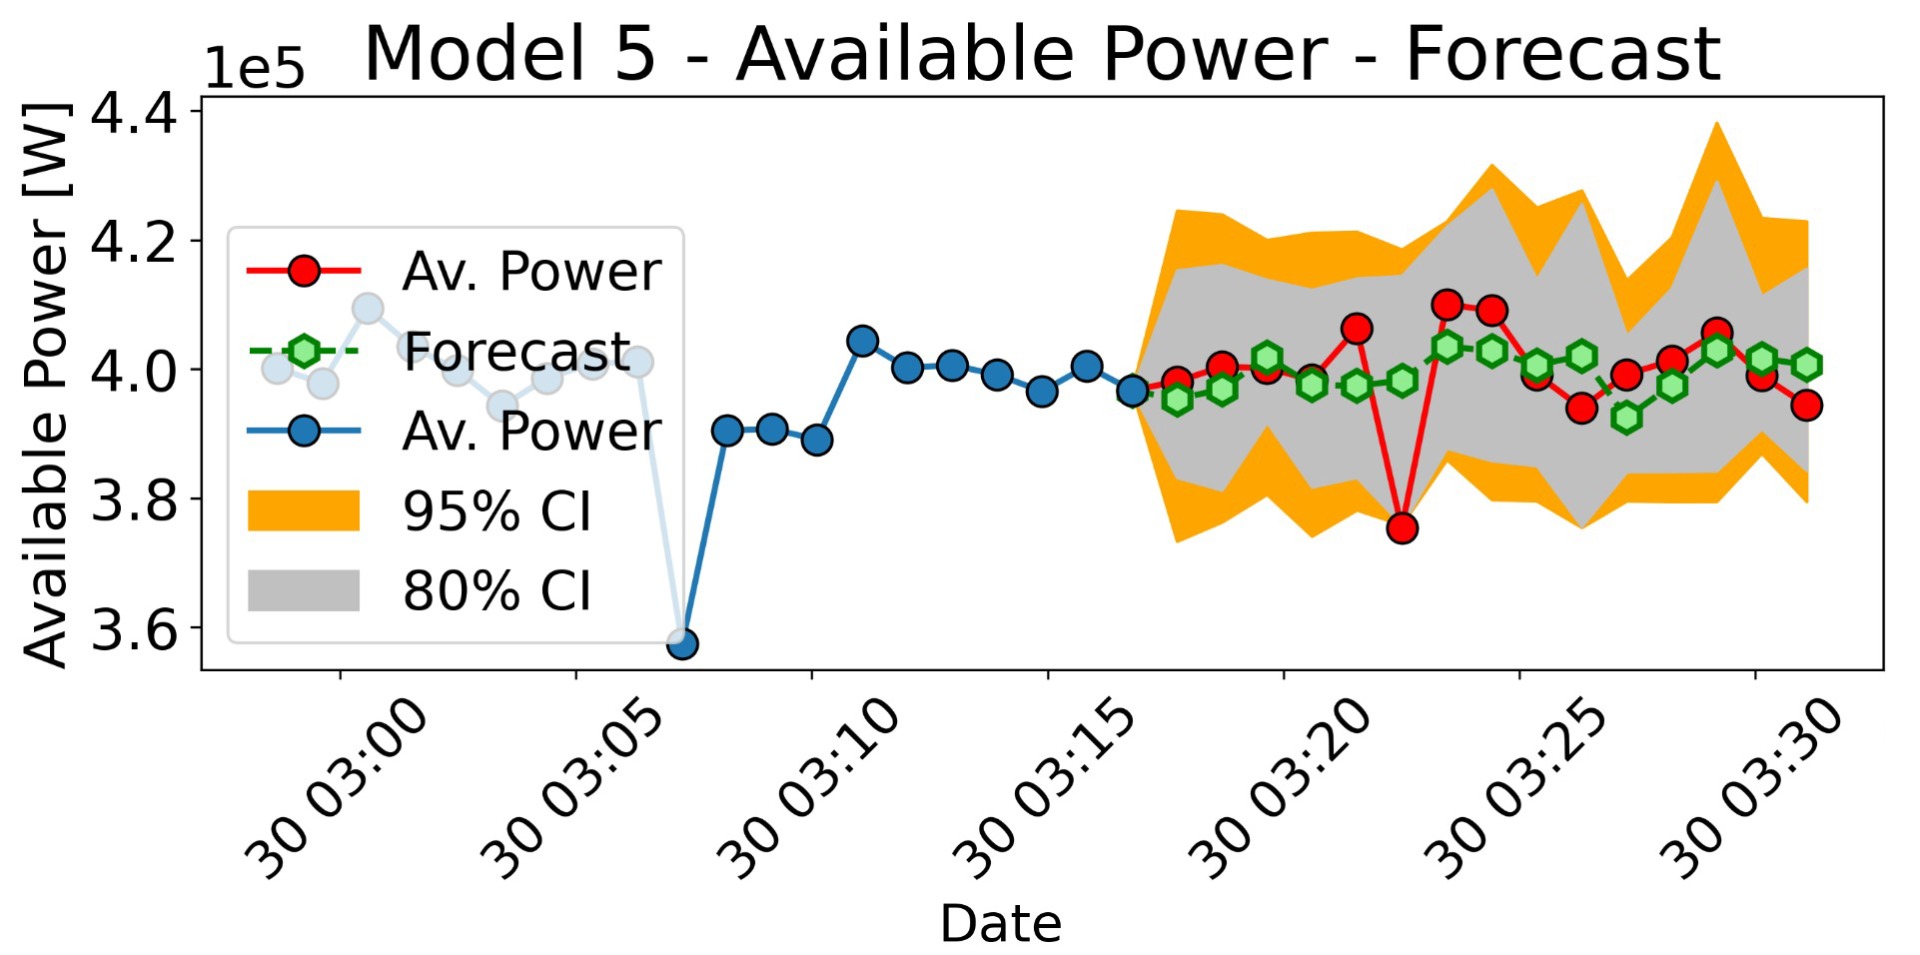 1e5
Model 5 - Available Power - Forecast
Available Power [W]
4.4
4.2
4.0
3.8
3.6
Av. Power
Forecast
Av. Power
95% CI
80% CI
30 03:00
30 03:05
30 03:10
30 03:15
30 03:20
30 03:25
30 03:30
Date